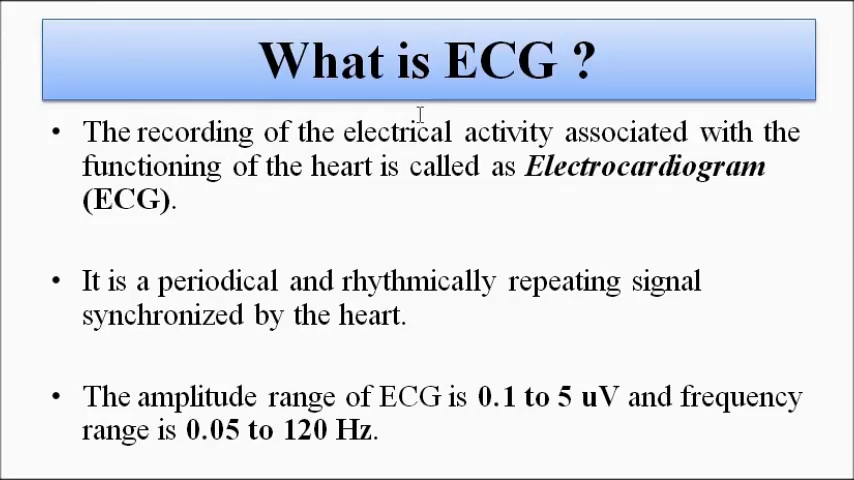 What is ECG ?
• The recording of the electrical activity associated with the
functioning of the heart is called as Electrocardiogram
(ECG).
• It is a periodical and rhythmically repeating signal
synchronized by the heart.
• The amplitude range of ECG is 0.1 to 5 uV and frequency
range is 0.05 to 120 Hz.